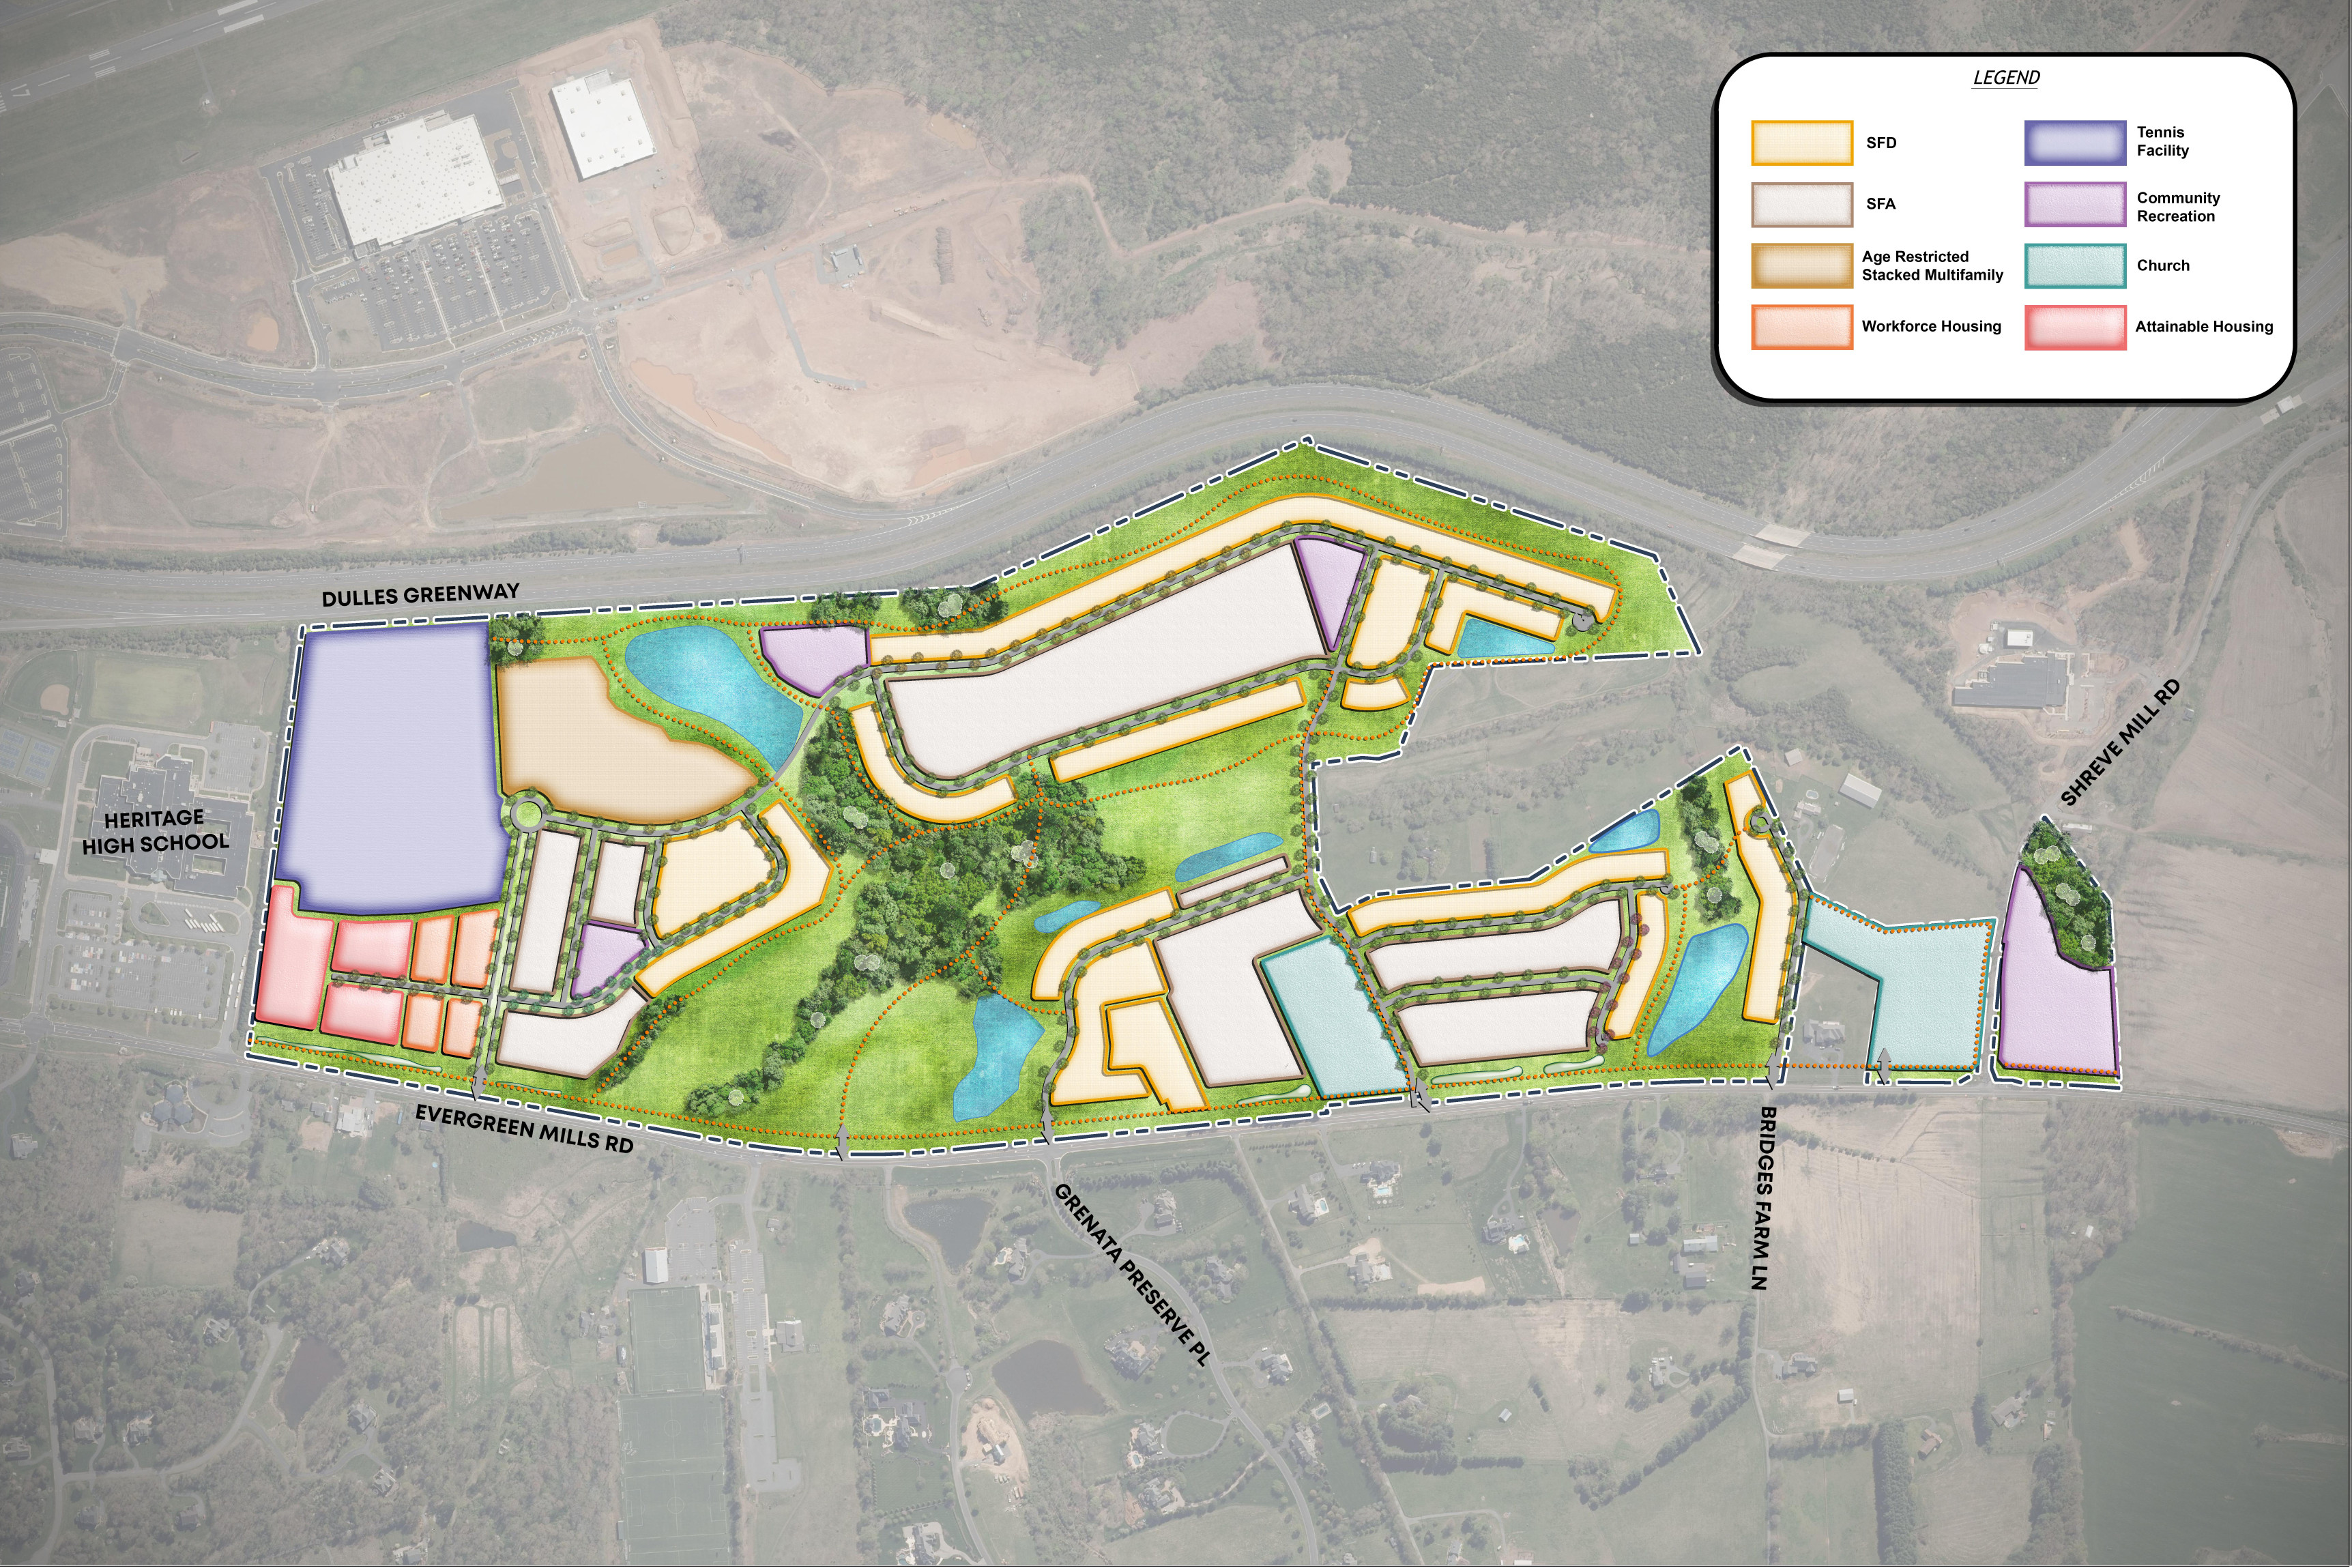 LEGEND
SFD
SFA
Age Restricted
Stacked Multifamily
Workforce Housing
Tennis
Facility
Community
Recreation
Church
Attainable Housing
DULLES GREENWAY
HERITAGE
HIGH SCHOOL
SHREVE MILL RD
EVERGREEN MILLS RD
GRENATA PRESERVE PL
BRIDGES FARM LN